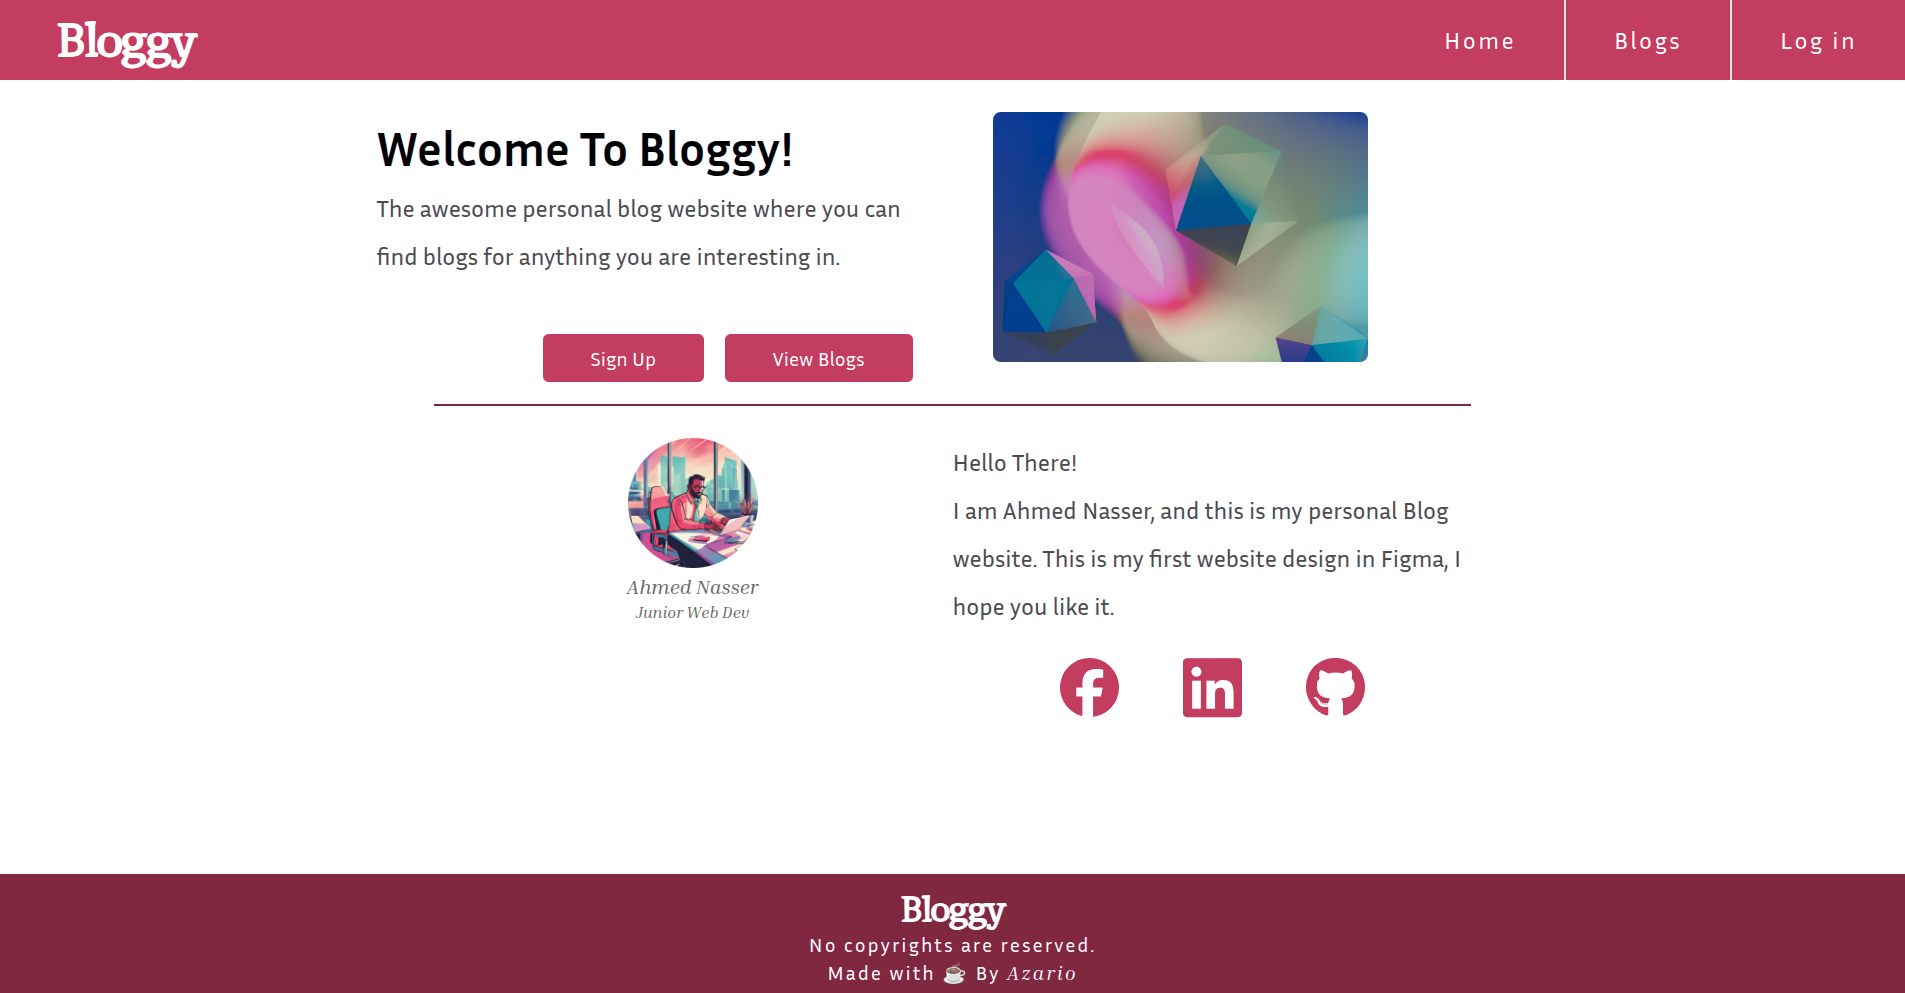 Bloggy
Home
Blogs
Log in
Welcome To Bloggy!
The awesome personal blog website where you can
find blogs for anything you are interesting in.
Sign Up
View Blogs
Ahmed Nasser
Junior Web Dev
Hello There!
I am Ahmed Nasser, and this is my personal Blog
website. This is my first website design in Figma, I
hope you like it.
Bloggy
No copyrights are reserved.
Made with ☕ By Azario